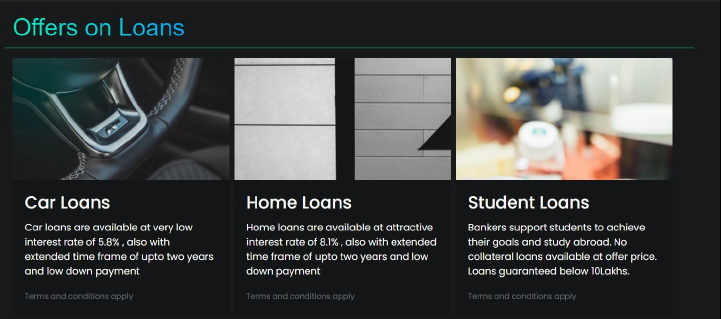 Offers on Loans
Car Loans
Car loans are available at very low
interest rate of 5.8% , also with
extended time frame of upto two years
and low down payment
Terms and conditions apply
Home Loans
Home loans are available at attractive
interest rate of 8.1% , also with extended
time frame of upto two years and low
down payment
Terms and conditions apply
Student Loans
Bankers support students to achieve
their goals and study abroad. No
collateral loans available at offer price.
Loans guaranteed below 10Lakhs.
Terms and conditions apply